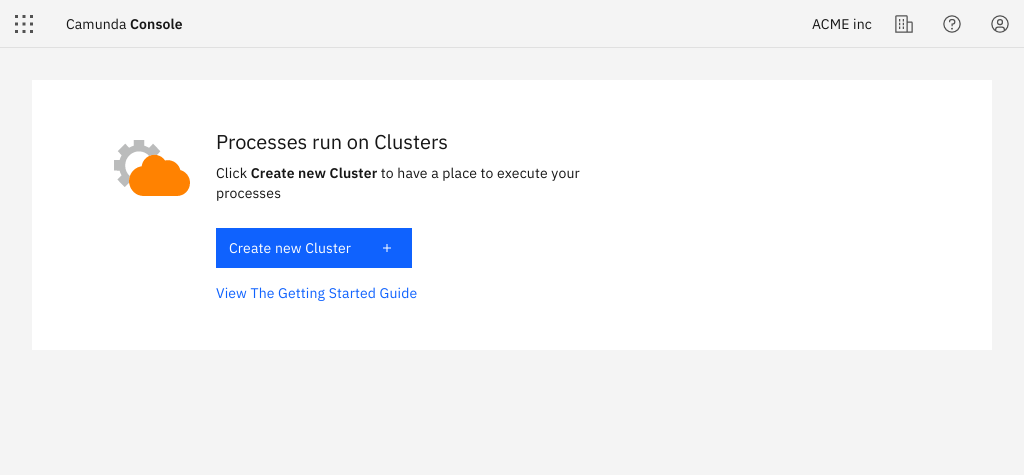 Camunda Console
ACME inc
Processes run on Clusters
Click Create new Cluster to have a place to execute your
processes
Create new Cluster +
View The Getting Started Guide